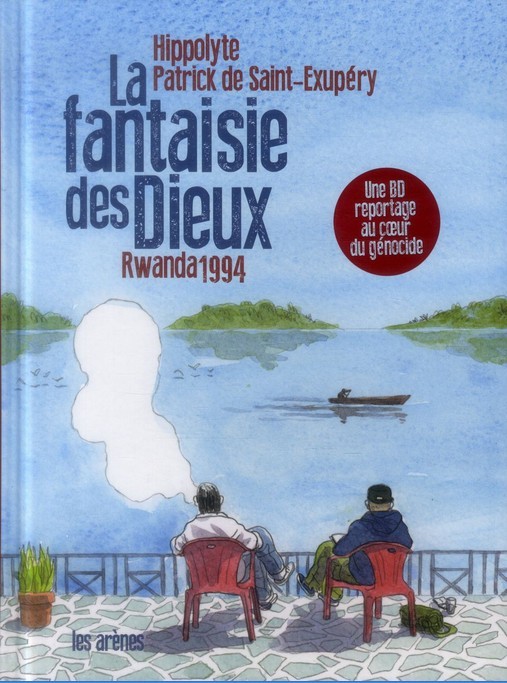 Hippolyte
Patrick de Saint-Exupéry
La
fantaisie
des Dieux
Rwanda 1994
Une BD
reportage
au cœur
du génocide
les arènes